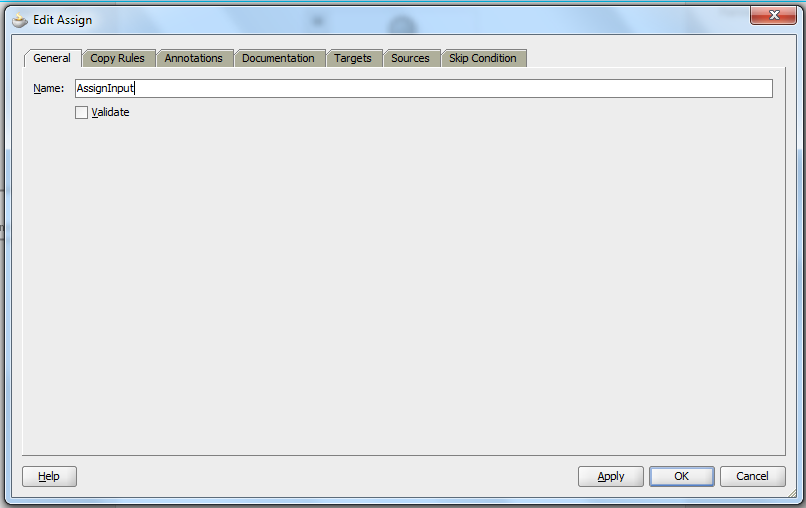 Edit Assign
General Copy Rules Annotations Documentation Targets Sources Skip Condition
Name: AssignInput
Validate
Help Apply OK Cancel